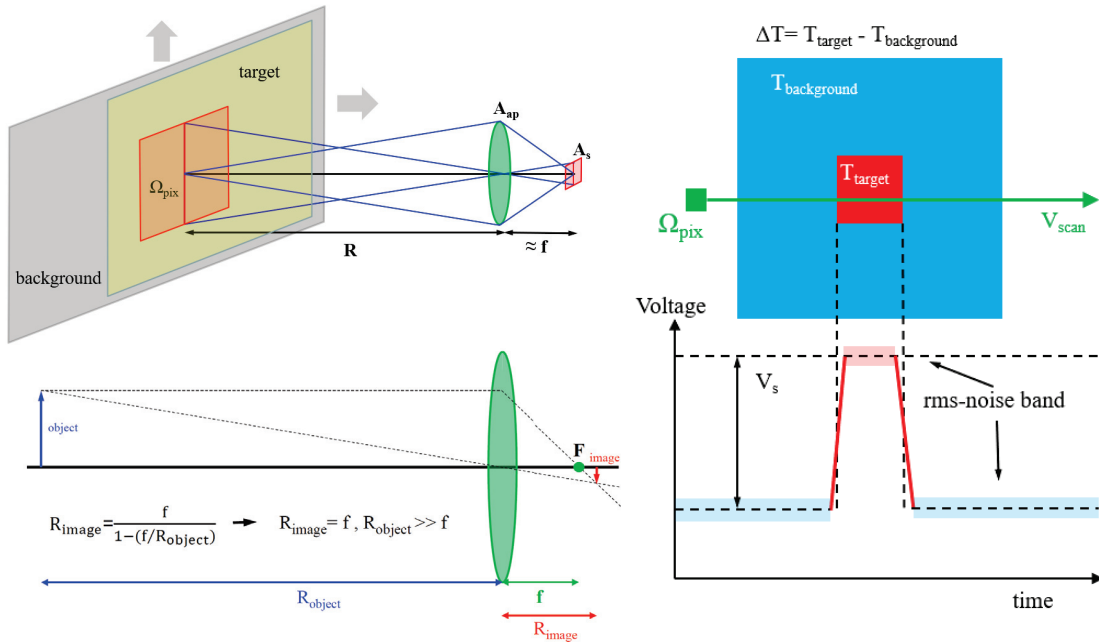 target
A_ap
A_s
Ω_pix
R
≈ f
background
object
F
image
R_image=f/(1−(f/R_object)) → R_image= f , R_object >> f
R_object
f
R_image
ΔT= T_target - T_background
T_background
T_target
Ω_pix
V_scan
Voltage
V_s
rms-noise band
time